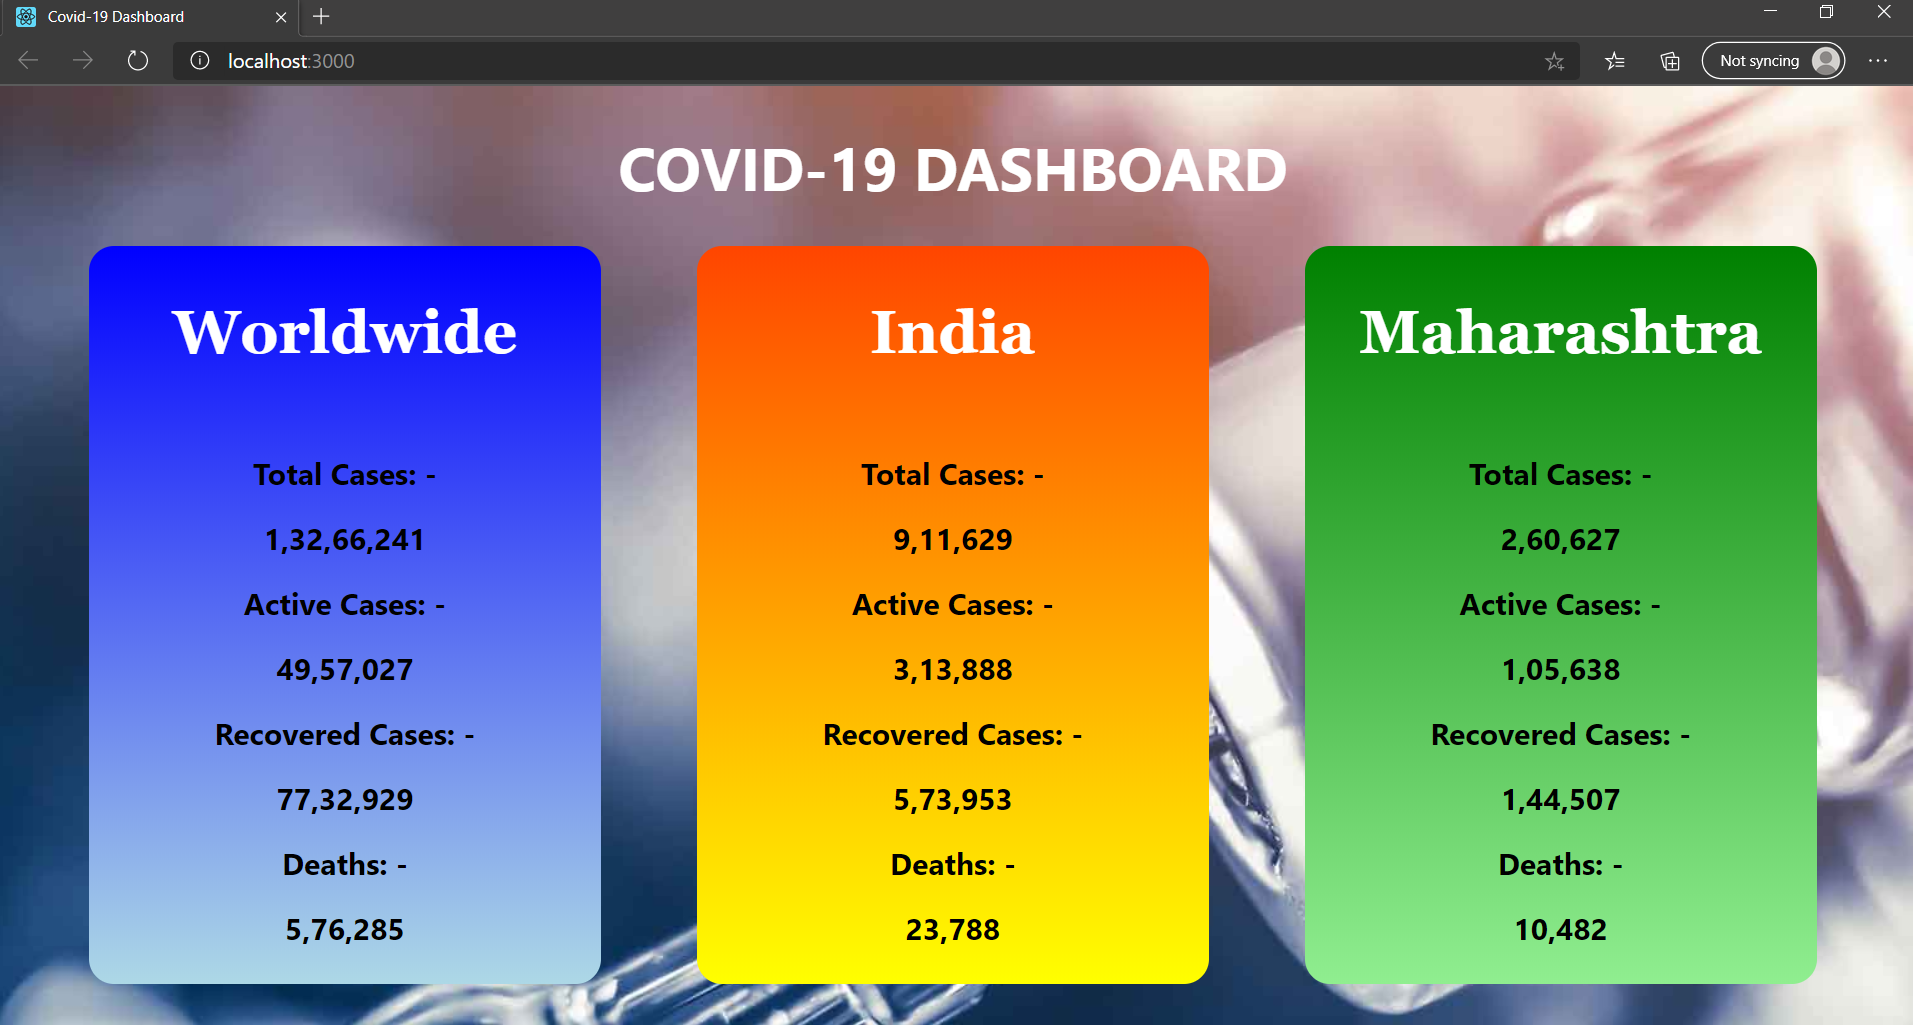 Covid-19 Dashboard
localhost:3000
Not syncing
COVID-19 DASHBOARD
Worldwide
Total Cases: -
1,32,66,241
Active Cases: -
49,57,027
Recovered Cases: -
77,32,929
Deaths: -
5,76,285
India
Total Cases: -
9,11,629
Active Cases: -
3,13,888
Recovered Cases: -
5,73,953
Deaths: -
23,788
Maharashtra
Total Cases: -
2,60,627
Active Cases: -
1,05,638
Recovered Cases: -
1,44,507
Deaths: -
10,482